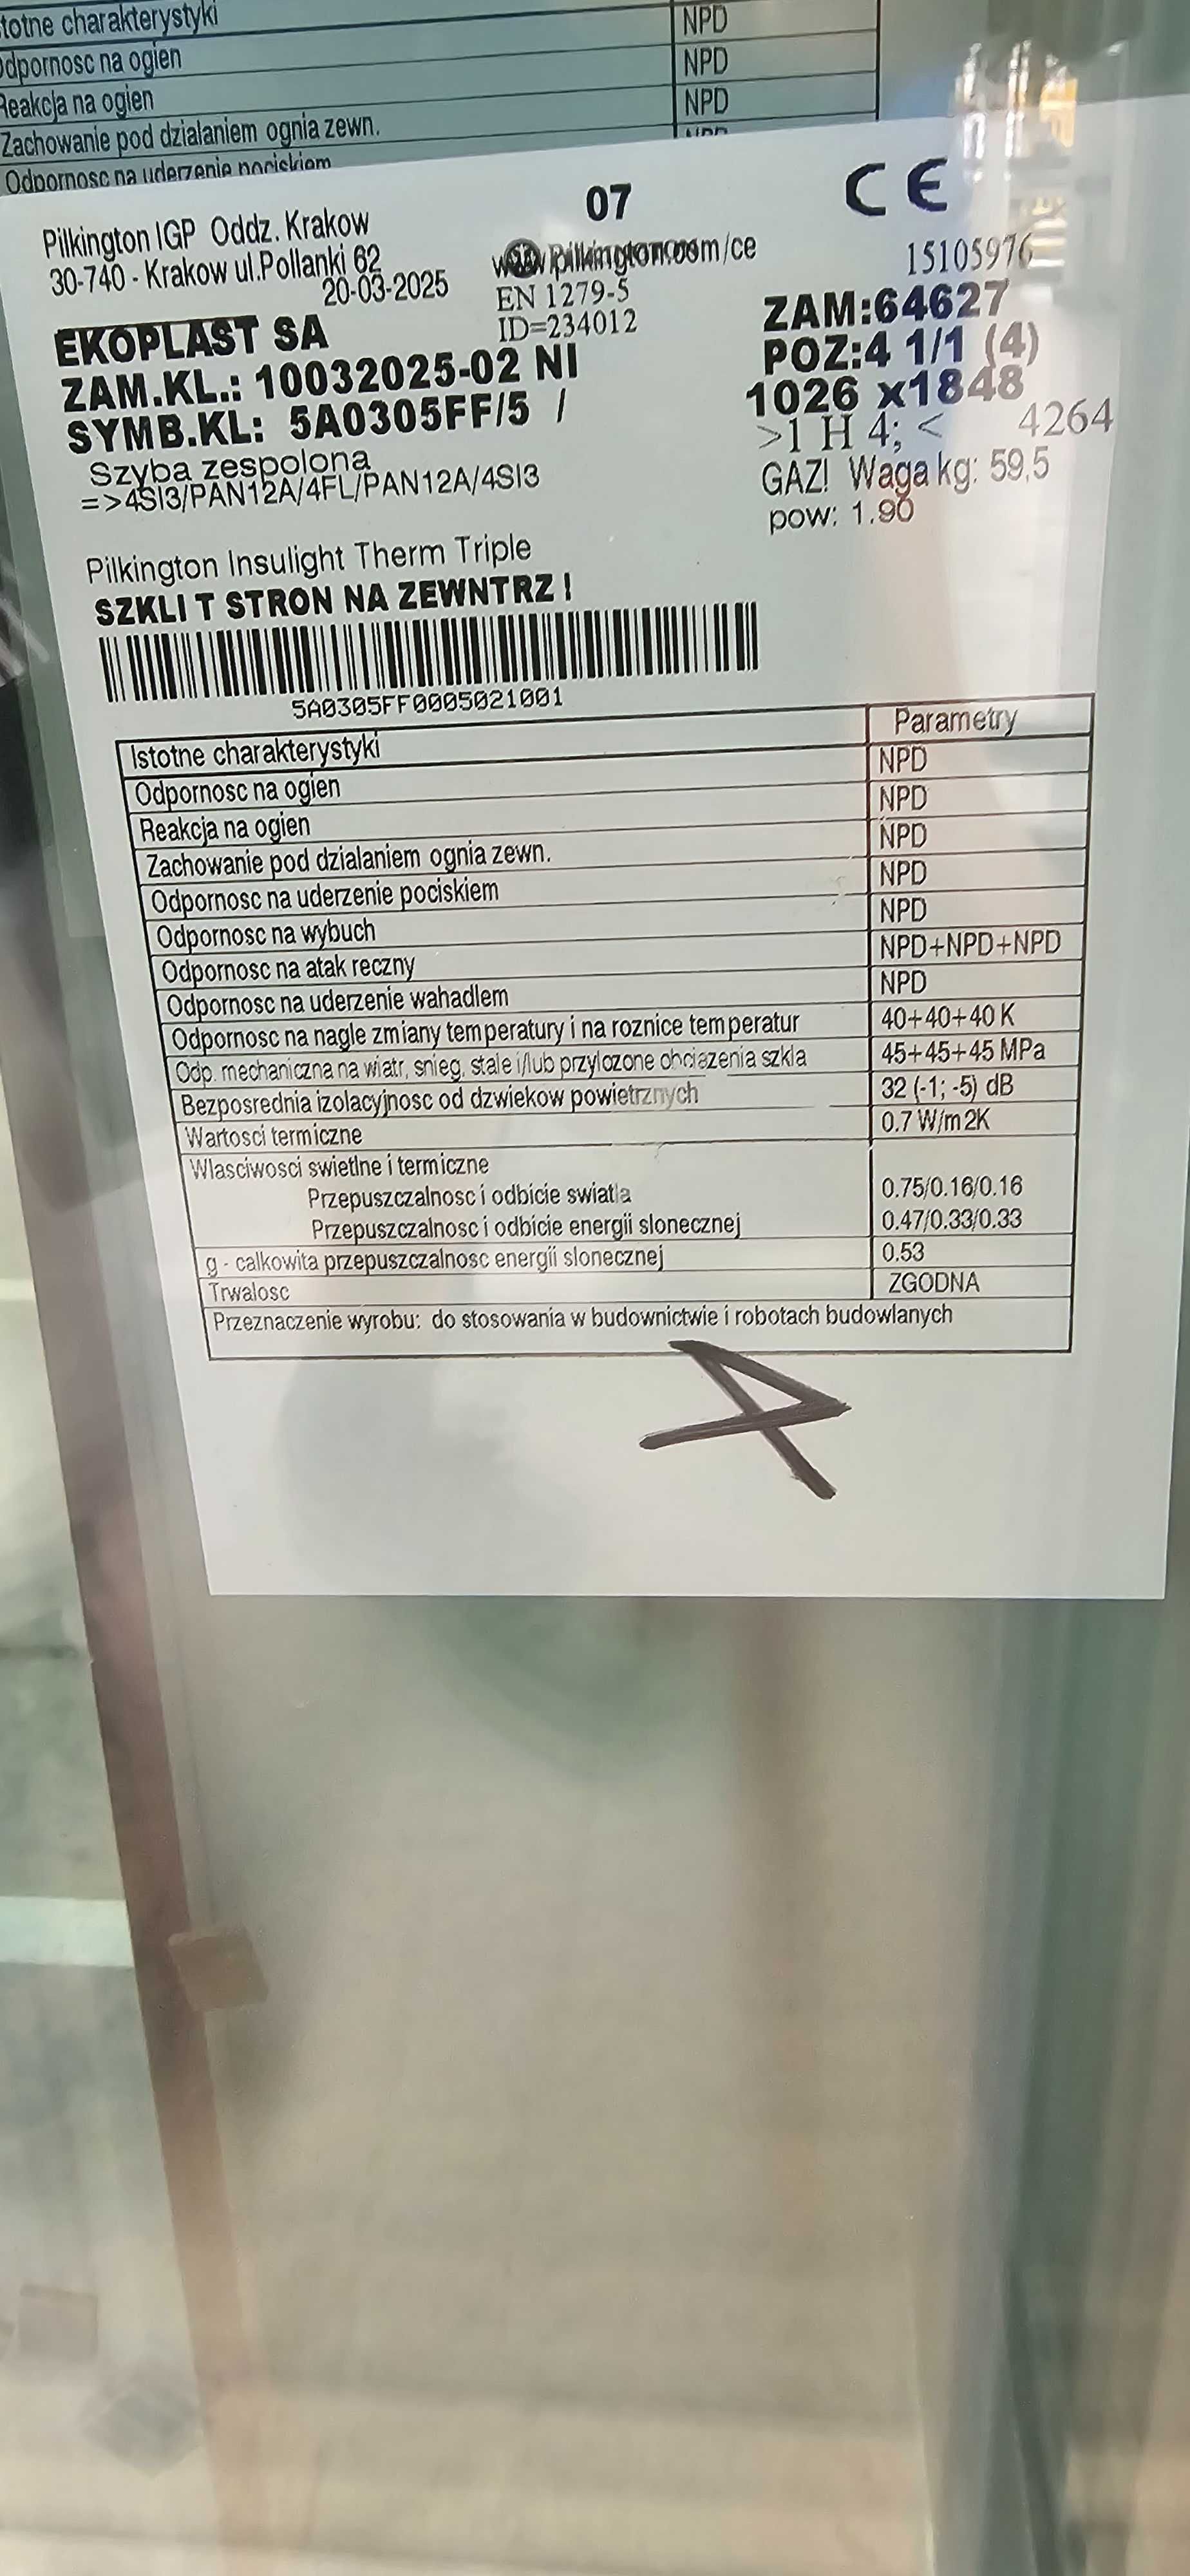 Istotne charakterystyki
NPD
Odpornosc na ogien
NPD
Reakcja na ogien
NPD
Zachowanie pod dzialaniem ognia zewn.
Odpornosc na uderzenie pociskiem
Pilkington IGP Oddz. Krakow
30-740 - Krakow ul.Pollanki 62
20-03-2025
07
CE
EN 1279-5
ID=234012
15105976
EKOPLAST SA
ZAM.KL.: 10032025-02 NI
SYMB.KL: 5A0305FF/5 /
ZAM:64627
POZ:4 1/1 (4)
1026 x1848
>1 H 4; < 4264
Szyba zespolona
=>4SI3/PAN12A/4FL/PAN12A/4SI3
GAZ! Waga kg: 59,5
pow: 1.90
Pilkington Insulight Therm Triple
SZKLI T STRON NA ZEWNTRZ !
5A0305FF0005021001
Parametry
Istotne charakterystyki
NPD
Odpornosc na ogien
NPD
Reakcja na ogien
NPD
Zachowanie pod dzialaniem ognia zewn.
NPD
Odpornosc na uderzenie pociskiem
NPD
Odpornosc na wybuch
NPD+NPD+NPD
Odpornosc na atak reczny
NPD
Odpornosc na uderzenie wahadlem
40+40+40 K
Odpornosc na nagle zmiany temperatury i na roznice temperatur
45+45+45 MPa
Odp. mechaniczna na wiatr, snieg, stale i/lub przylozone obciazenia szkla
32 (-1; -5) dB
Bezposrednia izolacyjnosc od dzwiekow powietrznych
0.7 W/m2K
Wartosci termiczne
Wlasciwosci swietlne i termiczne
Przepuszczalnosc i odbicie swiatla
0.75/0.16/0.16
Przepuszczalnosc i odbicie energii slonecznej
0.47/0.33/0.33
g - calkowita przepuszczalnosc energii slonecznej
0.53
Trwalosc
ZGODNA
Przeznaczenie wyrobu: do stosowania w budownictwie i robotach budowlanych